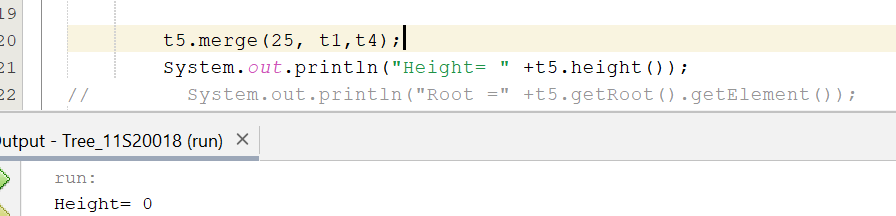 19
20 t5.merge(25, t1,t4);
21 System.out.println("Height= " +t5.height());
22 // System.out.println("Root =" +t5.getRoot().getElement());
utput - Tree_11S20018 (run) ×
run:
Height= 0